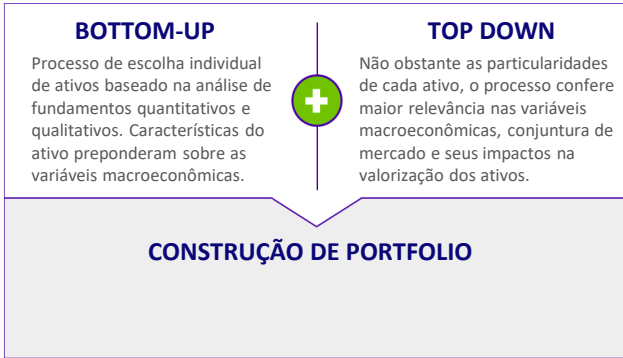 BOTTOM-UP
Processo de escolha individual
de ativos baseado na análise de
fundamentos quantitativos e
qualitativos. Características do
ativo preponderam sobre as
variáveis macroeconômicas.
TOP DOWN
Não obstante as particularidades
de cada ativo, o processo confere
maior relevância nas variáveis
macroeconômicas, conjuntura de
mercado e seus impactos na
valorização dos ativos.
CONSTRUÇÃO DE PORTFOLIO